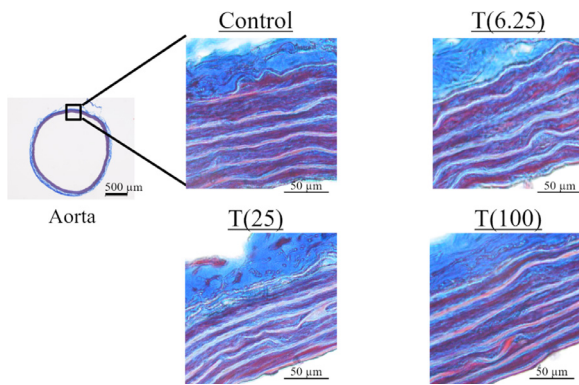 Control
T(6.25)
500 µm
Aorta
50 µm
50 µm
T(25)
T(100)
50 µm
50 µm